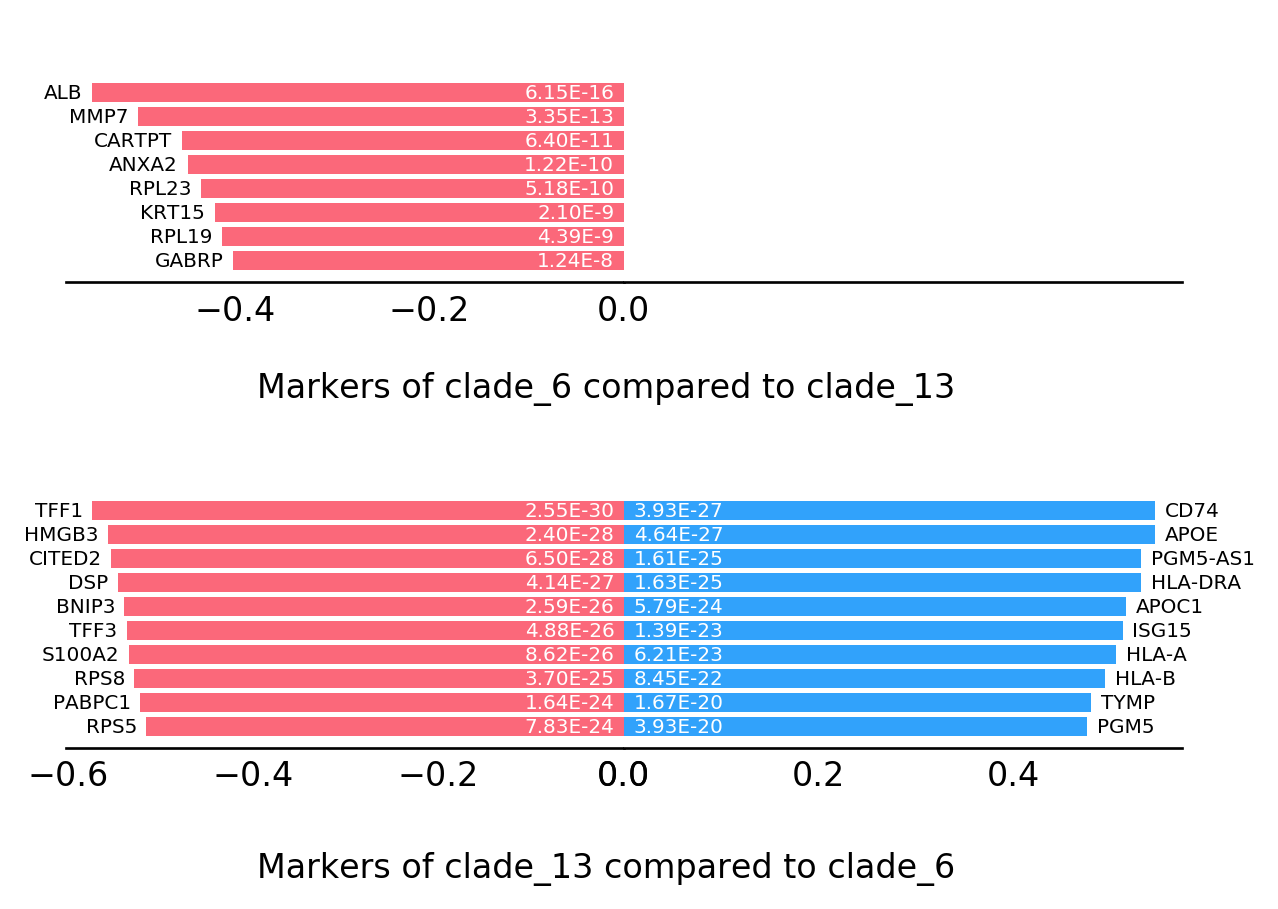 ALB 6.15E-16
MMP7 3.35E-13
CARTPT 6.40E-11
ANXA2 1.22E-10
RPL23 5.18E-10
KRT15 2.10E-9
RPL19 4.39E-9
GABRP 1.24E-8
−0.4 −0.2 0.0
Markers of clade_6 compared to clade_13
TFF1 2.55E-30 3.93E-27 CD74
HMGB3 2.40E-28 4.64E-27 APOE
CITED2 6.50E-28 1.61E-25 PGM5-AS1
DSP 4.14E-27 1.63E-25 HLA-DRA
BNIP3 2.59E-26 5.79E-24 APOC1
TFF3 4.88E-26 1.39E-23 ISG15
S100A2 8.62E-26 6.21E-23 HLA-A
RPS8 3.70E-25 8.45E-22 HLA-B
PABPC1 1.64E-24 1.67E-20 TYMP
RPS5 7.83E-24 3.93E-20 PGM5
−0.6 −0.4 −0.2 0.0 0.2 0.4
Markers of clade_13 compared to clade_6